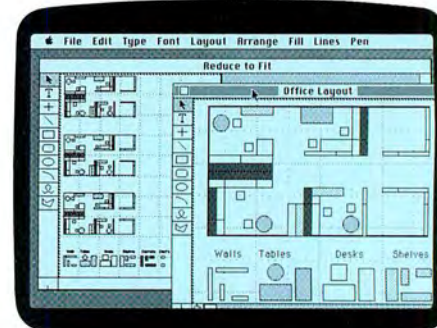 File Edit Type Font Layout Arrange Fill Lines Pen
Reduce to Fit
Office Layout
Walls Tables Desks Shelves